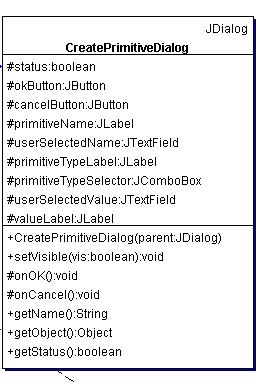 JDialog
CreatePrimitiveDialog
#status:boolean
#okButton:JButton
#cancelButton:JButton
#primitiveName:JLabel
#userSelectedName:JTextField
#primitiveTypeLabel:JLabel
#primitiveTypeSelector:JComboBox
#userSelectedValue:JTextField
#valueLabel:JLabel
+CreatePrimitiveDialog(parent:JDialog)
+setVisible(vis:boolean):void
#onOK():void
#onCancel():void
+getName():String
+getObject():Object
+getStatus():boolean